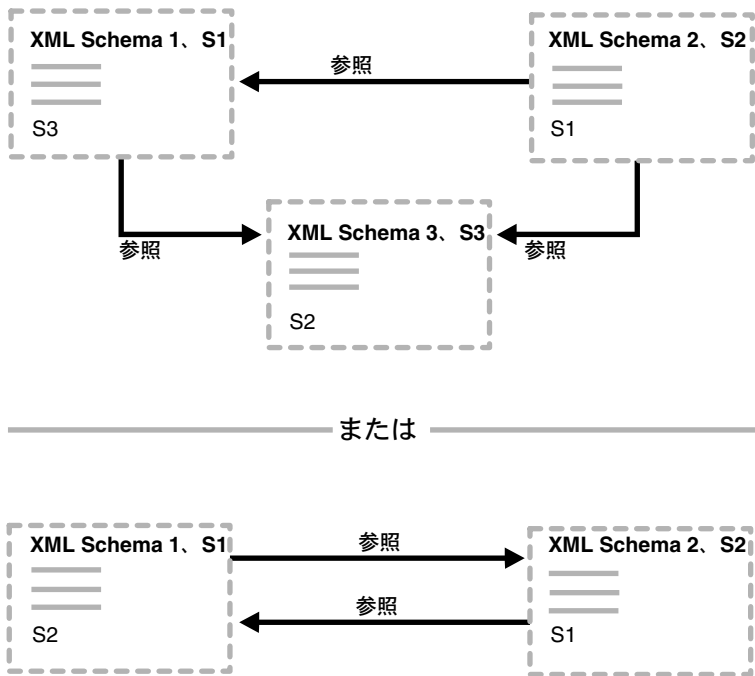 XML Schema 1、S1
S3
参照
XML Schema 2、S2
S1
参照
XML Schema 3、S3
S2
参照
または
XML Schema 1、S1
S2
参照
参照
XML Schema 2、S2
S1